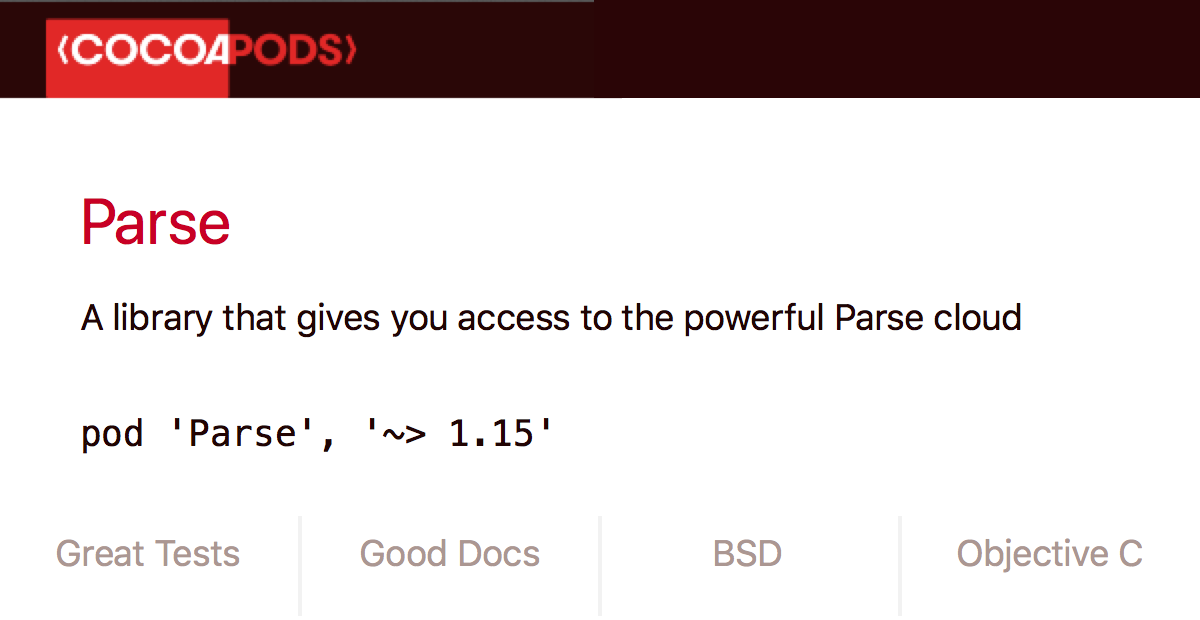 ⟨COCOAPODS⟩
Parse
A library that gives you access to the powerful Parse cloud
pod 'Parse', '~> 1.15'
Great Tests
Good Docs
BSD
Objective C